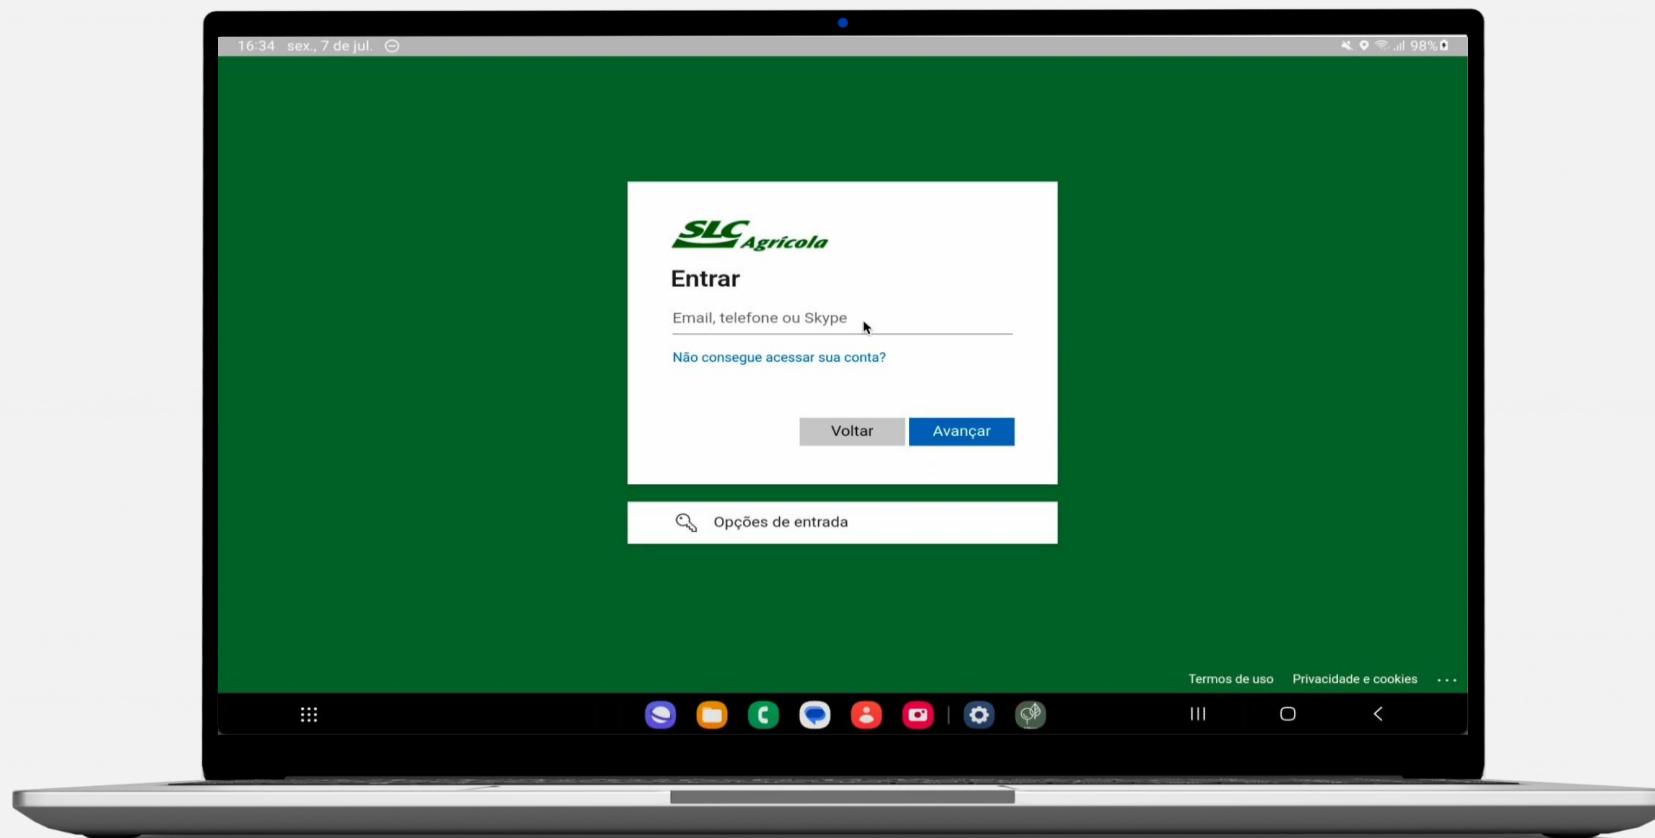 16:34 sex., 7 de jul.
98%
SLC Agrícola
Entrar
Email, telefone ou Skype
Não consegue acessar sua conta?
Voltar Avançar
Opções de entrada
Termos de uso Privacidade e cookies ...